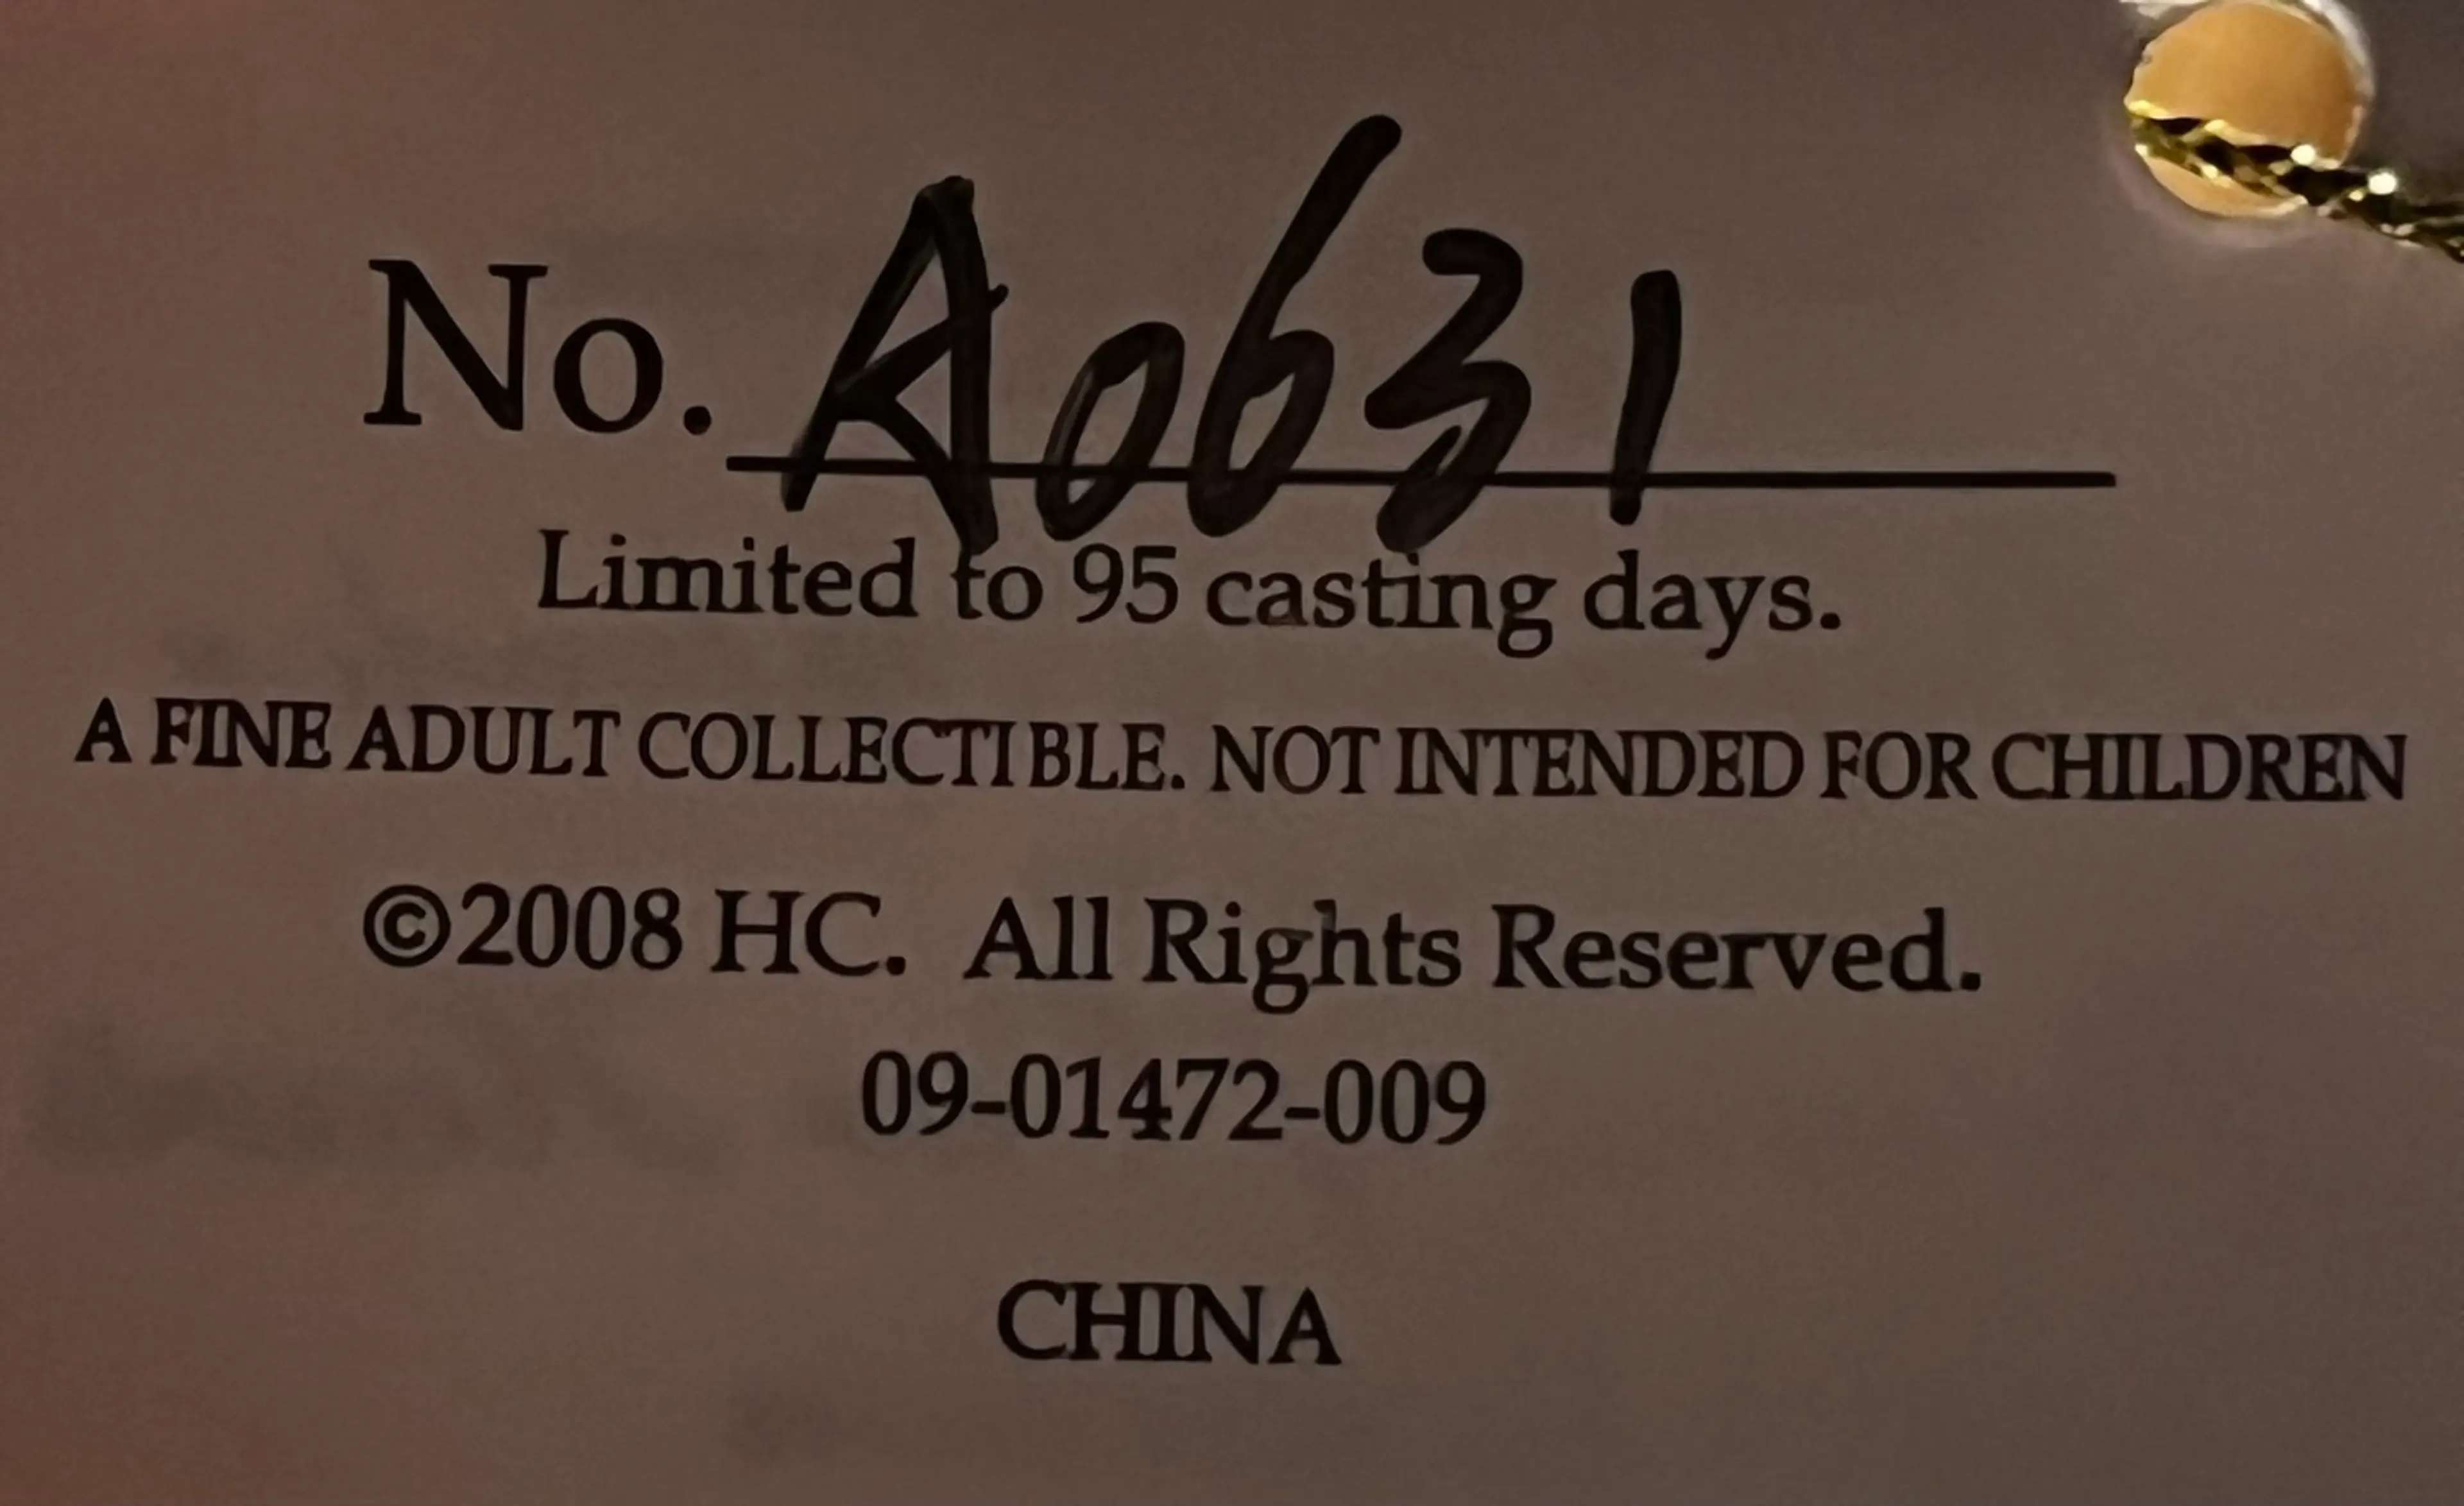 No. A0631
Limited to 95 casting days.
A FINE ADULT COLLECTIBLE. NOT INTENDED FOR CHILDREN
©2008 HC. All Rights Reserved.
09-01472-009
CHINA